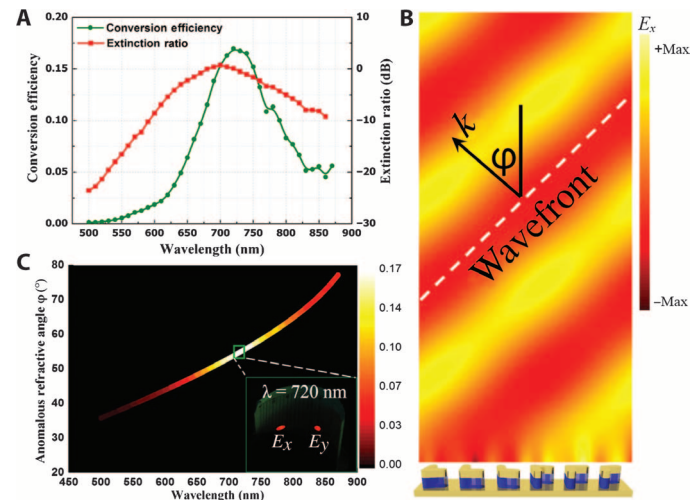 A
Conversion efficiency
Extinction ratio
0.20
0.15
0.10
0.05
0.00
Conversion efficiency
10
0
−10
−20
−30
Extinction ratio (dB)
500 550 600 650 700 750 800 850 900
Wavelength (nm)
B
Ex
+Max
−Max
k
φ
Wavefront
C
80
70
60
50
40
30
20
Anomalous refractive angle φ (°)
0.17
0.14
0.13
0.10
0.07
0.03
0.00
λ = 720 nm
Ex Ey
450 500 550 600 650 700 750 800 850 900
Wavelength (nm)